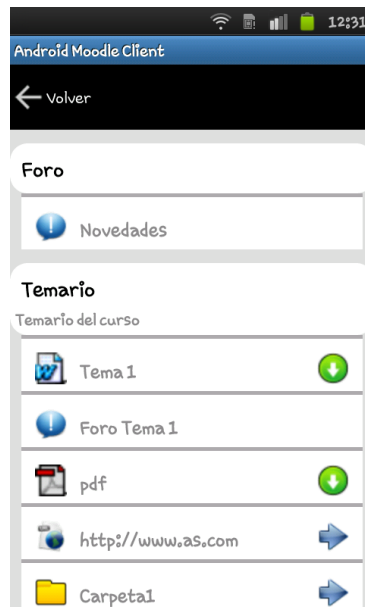 12:31
Android Moodle Client
Volver
Foro
Novedades
Temario
Temario del curso
Tema 1
Foro Tema 1
pdf
http://www.as.com
Carpeta1